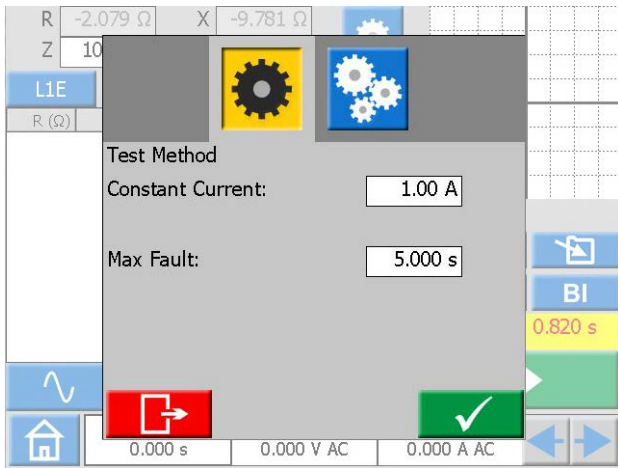 R -2.079 Ω X -9.781 Ω
Z 10
L1E
R (Ω)
Test Method
Constant Current: 1.00 A
Max Fault: 5.000 s
BI
0.820 s
0.000 s 0.000 V AC 0.000 A AC